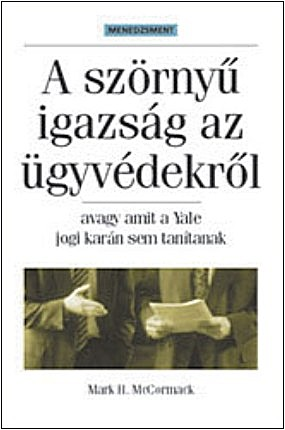 MENEDZSMENT
A szörnyű
igazság az
ügyvédekről
avagy amit a Yale
jogi karán sem tanítanak
Mark H. McCormack